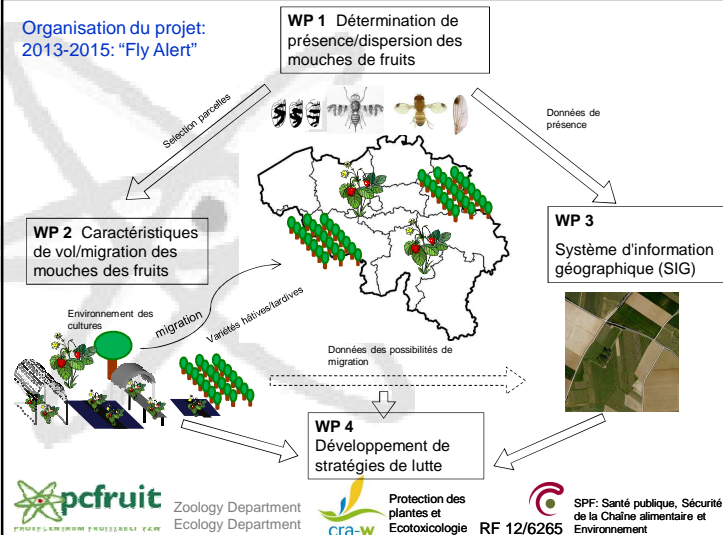 Organisation du projet:
2013-2015: “Fly Alert”
WP 1 Détermination de
présence/dispersion des
mouches de fruits
Selection parcelles
Données de
présence
WP 2 Caractéristiques
de vol/migration des
mouches des fruits
WP 3
Système d'information
géographique (SIG)
Environnement des
cultures
migration
Variétés hâtives/tardives
Données des possibilités de
migration
WP 4
Développement de
stratégies de lutte
pcfruit
Zoology Department
Ecology Department
cra-w
Protection des
plantes et
Ecotoxicologie
RF 12/6265
SPF: Santé publique, Sécurité
de la Chaîne alimentaire et
Environnement